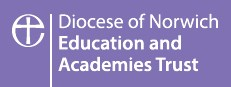 Diocese of Norwich
Education and
Academies Trust